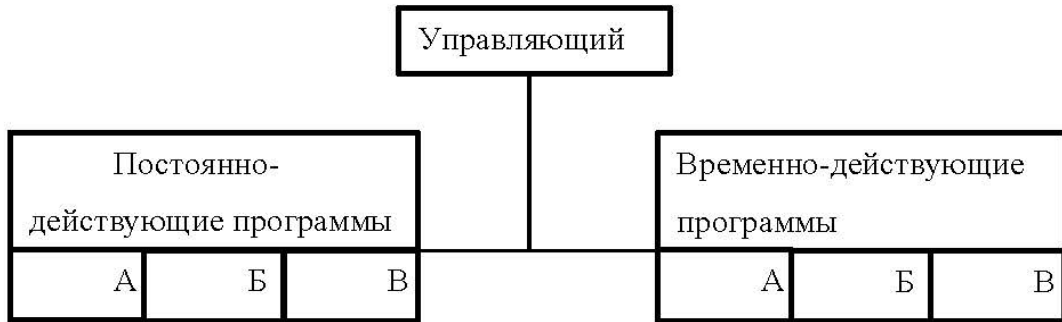 Управляющий
Постоянно-
действующие программы
Временно-действующие
программы
А Б В
А Б В